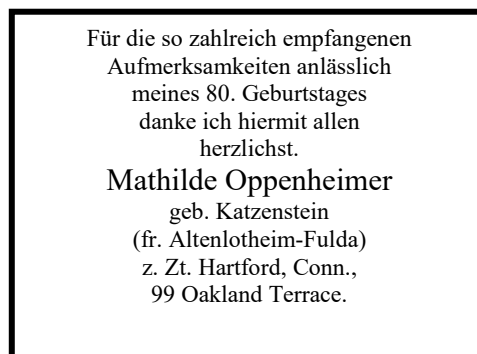 Für die so zahlreich empfangenen
Aufmerksamkeiten anlässlich
meines 80. Geburtstages
danke ich hiermit allen
herzlichst.
Mathilde Oppenheimer
geb. Katzenstein
(fr. Altenlotheim-Fulda)
z. Zt. Hartford, Conn.,
99 Oakland Terrace.